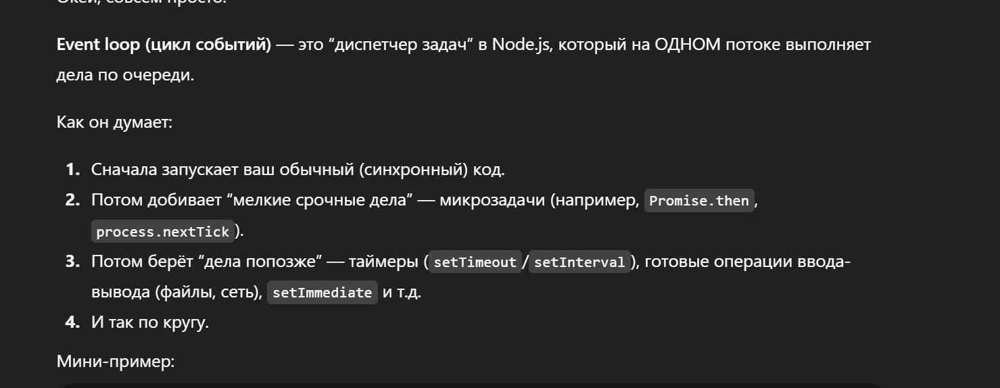 Окей, совсем просто.
Event loop (цикл событий) — это “диспетчер задач” в Node.js, который на ОДНОМ потоке выполняет
дела по очереди.
Как он думает:
1. Сначала запускает ваш обычный (синхронный) код.
2. Потом добивает “мелкие срочные дела” — микрозадачи (например, Promise.then,
process.nextTick).
3. Потом берёт “дела попозже” — таймеры (setTimeout/setInterval), готовые операции ввода-
вывода (файлы, сеть), setImmediate и т.д.
4. И так по кругу.
Мини-пример: